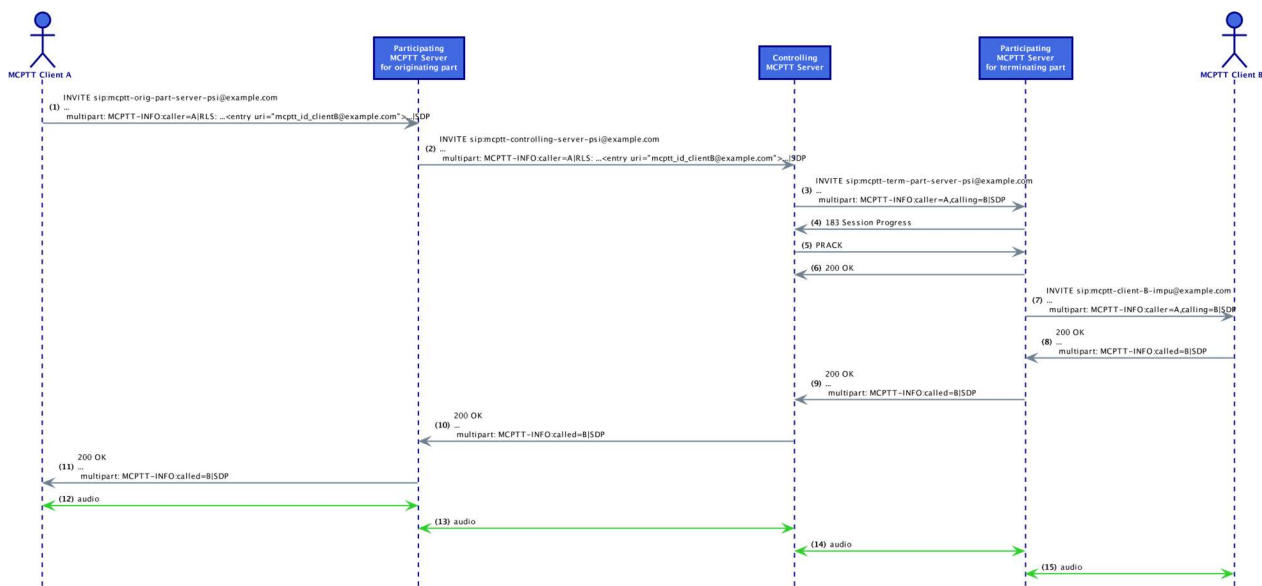 Participating
MCPTT Server
for originating part
Controlling
MCPTT Server
Participating
MCPTT Server
for terminating part
MCPTT Client A
MCPTT Client B
INVITE sip:mcptt-orig-part-server-psi@example.com
(1) ...
multipart: MCPTT-INFO:caller=A|RLS: ...<entry uri="mcptt_id_clientB@example.com">...|SDP
INVITE sip:mcptt-controlling-server-psi@example.com
(2) ...
multipart: MCPTT-INFO:caller=A|RLS: ...<entry uri="mcptt_id_clientB@example.com">...|SDP
INVITE sip:mcptt-term-part-server-psi@example.com
(3) ...
multipart: MCPTT-INFO:caller=A,calling=B|SDP
(4) 183 Session Progress
(5) PRACK
(6) 200 OK
INVITE sip:mcptt-client-B-impu@example.com
(7) ...
multipart: MCPTT-INFO:caller=A,calling=B|SDP
200 OK
(8) ...
multipart: MCPTT-INFO:called=B|SDP
200 OK
(9) ...
multipart: MCPTT-INFO:called=B|SDP
200 OK
(10) ...
multipart: MCPTT-INFO:called=B|SDP
200 OK
(11) ...
multipart: MCPTT-INFO:called=B|SDP
(12) audio
(13) audio
(14) audio
(15) audio